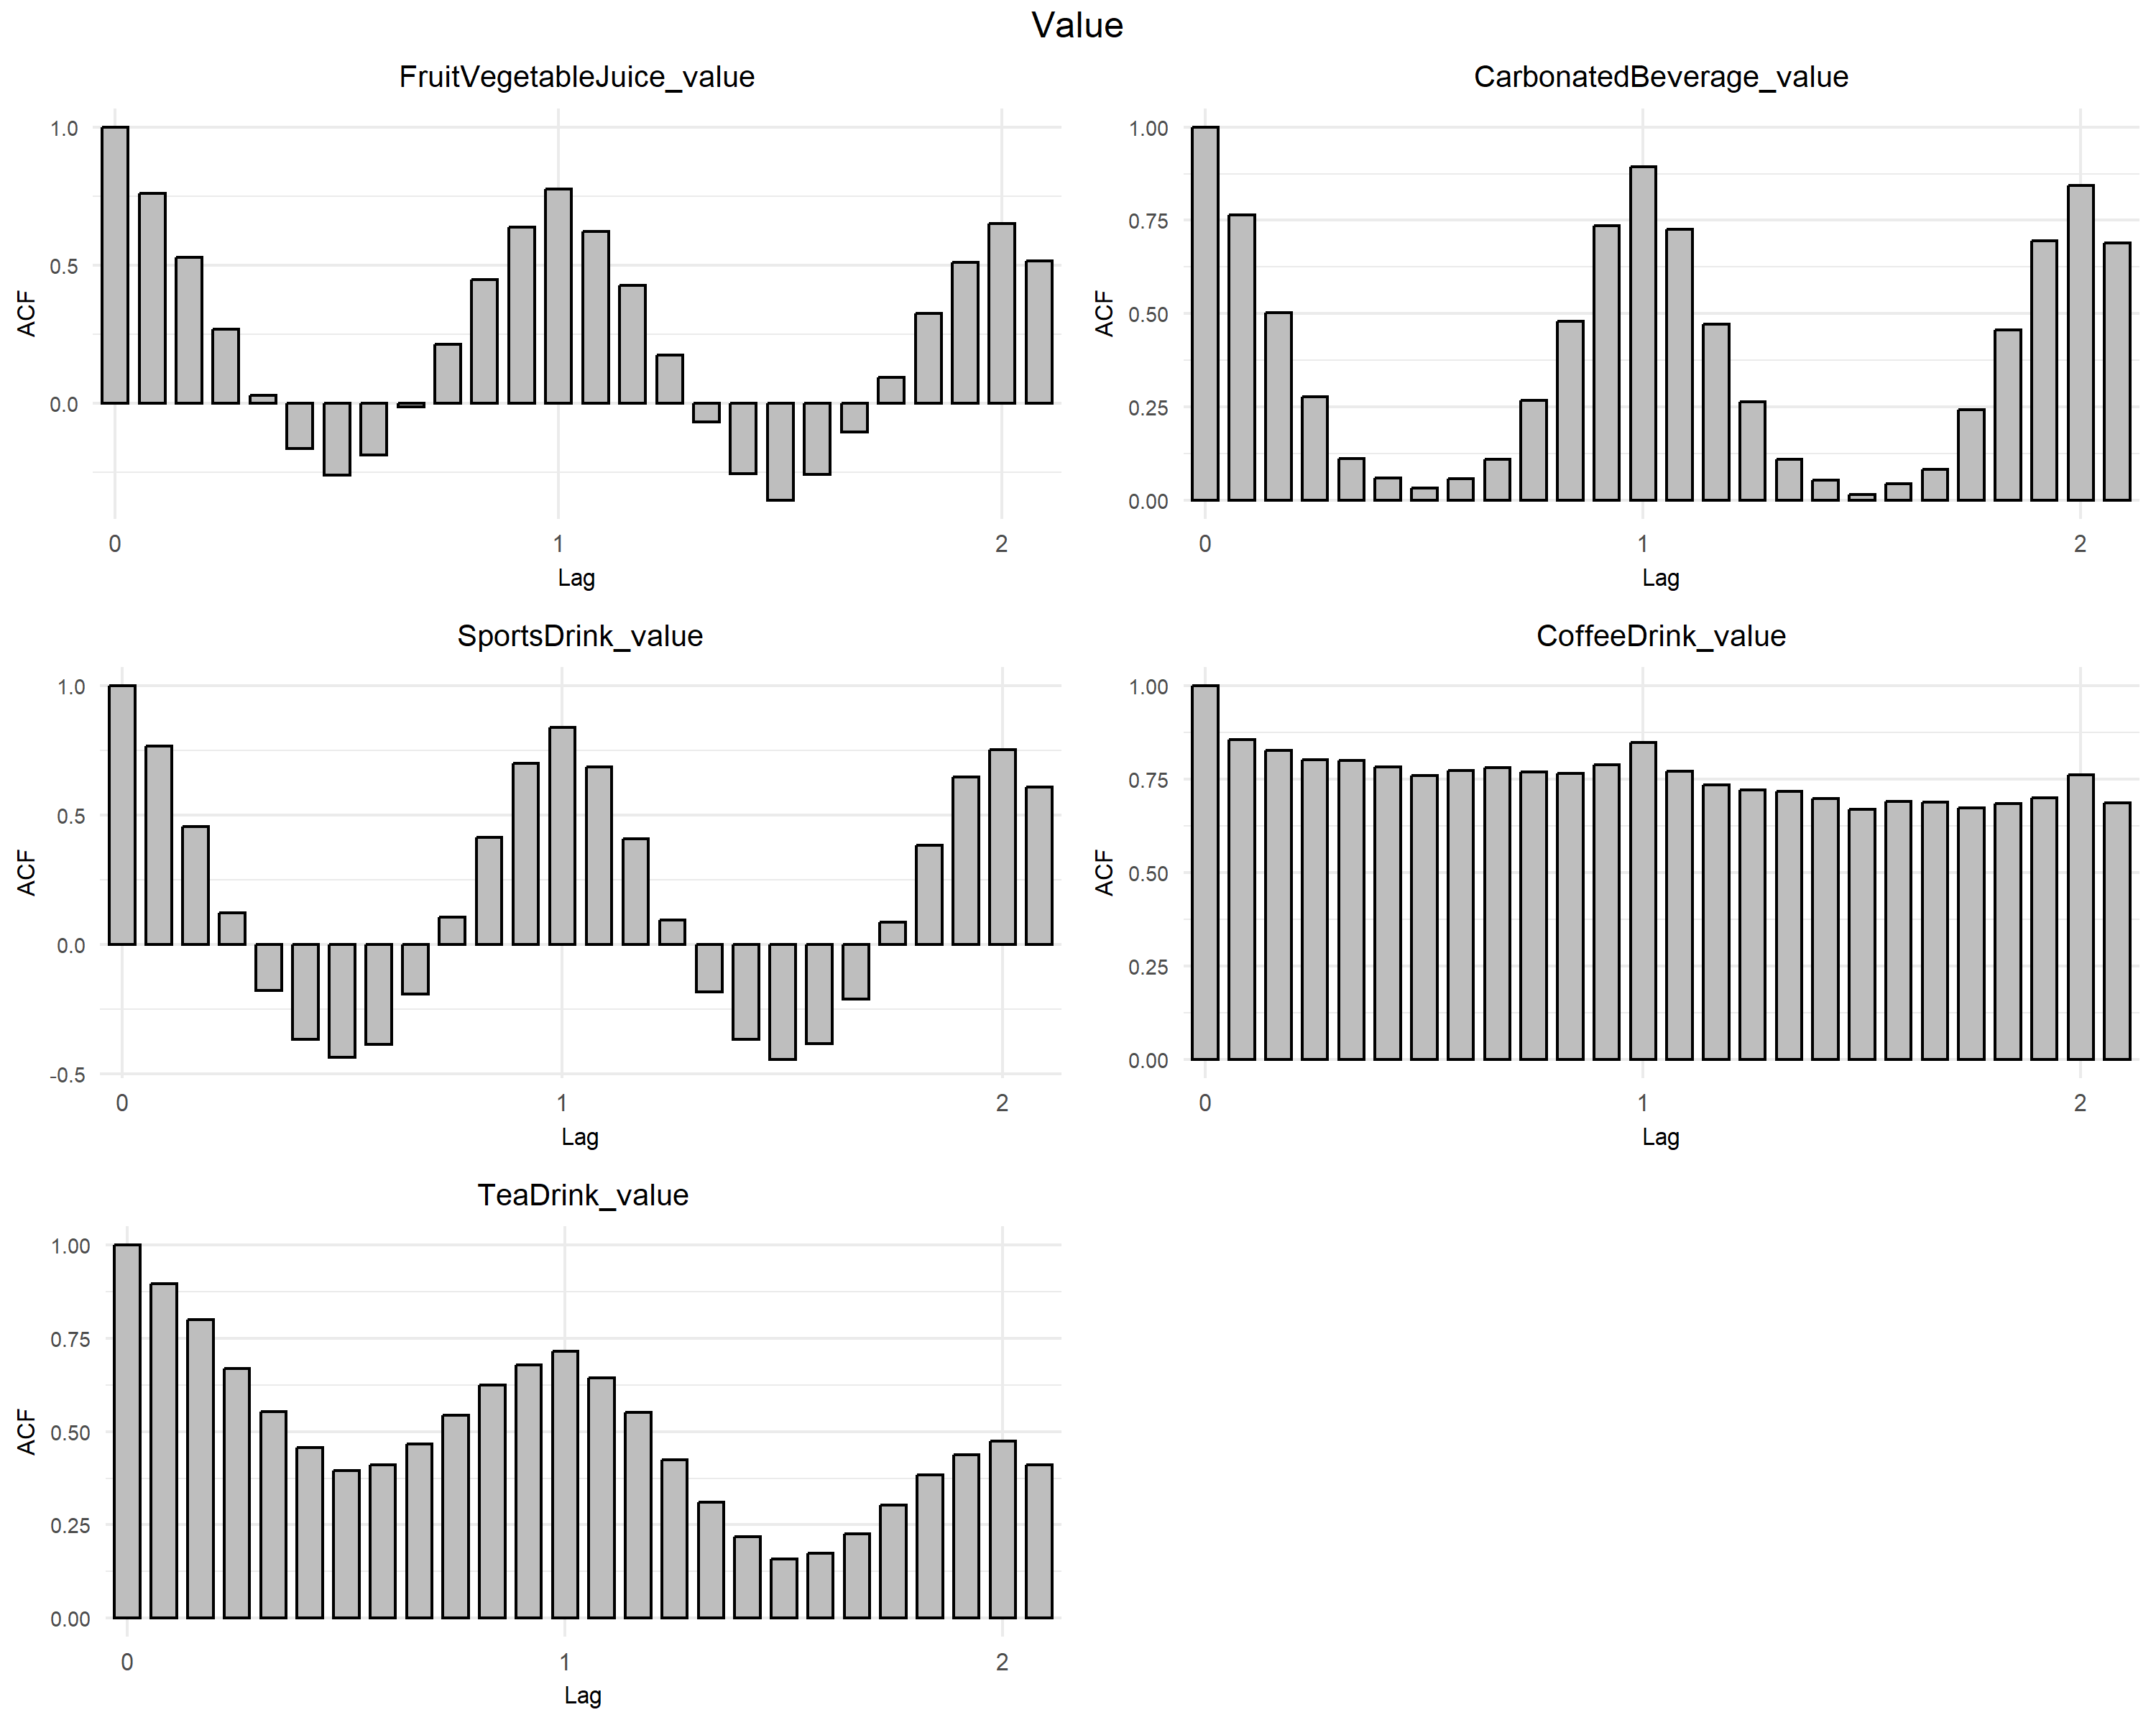 Value
FruitVegetableJuice_value
1.0
0.5
0.0
ACF
0 1 2
Lag
CarbonatedBeverage_value
1.00
0.75
0.50
0.25
0.00
ACF
0 1 2
Lag
SportsDrink_value
1.0
0.5
0.0
-0.5
ACF
0 1 2
Lag
CoffeeDrink_value
1.00
0.75
0.50
0.25
0.00
ACF
0 1 2
Lag
TeaDrink_value
1.00
0.75
0.50
0.25
0.00
ACF
0 1 2
Lag